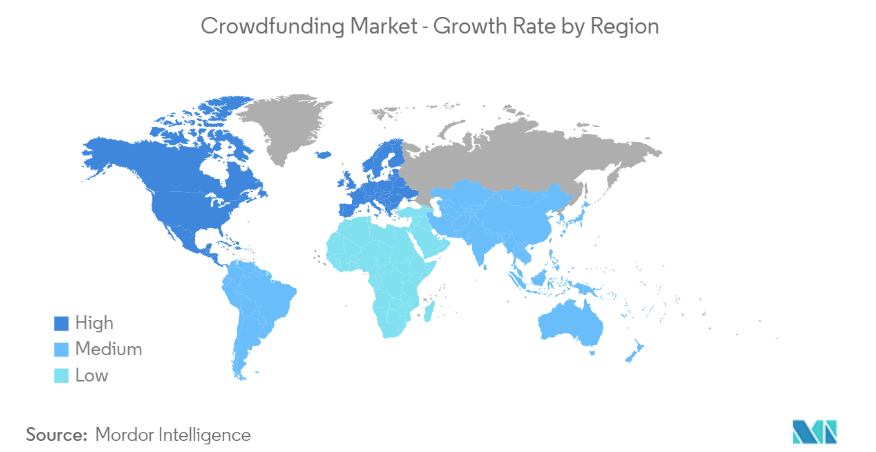 Crowdfunding Market - Growth Rate by Region
High
Medium
Low
Source: Mordor Intelligence